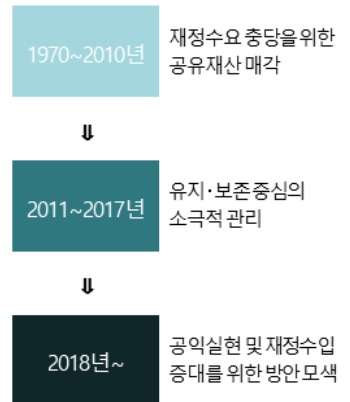 1970~2010년
재정수요 충당을 위한
공유재산 매각
⇓
2011~2017년
유지·보존 중심의
소극적 관리
⇓
2018년~
공익실현 및 재정수입
증대를 위한 방안 모색